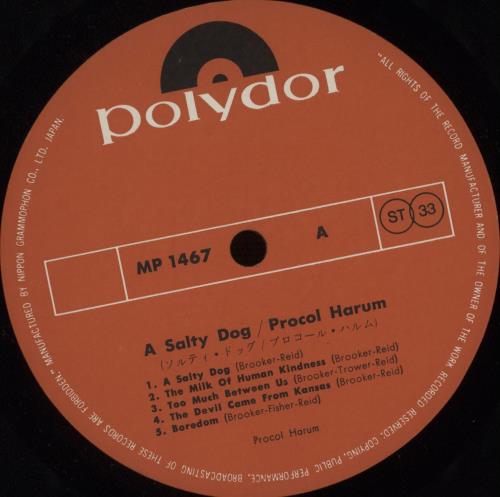 polydor
MP 1467
A
ST 33
A Salty Dog / Procol Harum
(ソルティ・ドッグ / プロコール・ハルム)
1. A Salty Dog (Brooker-Reid)
2. The Milk Of Human Kindness (Brooker-Reid)
3. Too Much Between Us (Brooker-Trower-Reid)
4. The Devil Came From Kansas (Brooker-Reid)
5. Boredom (Brooker-Fisher-Reid)
Procol Harum
"ALL RIGHTS OF THE RECORD MANUFACTURER AND OF THE OWNER OF THE WORK RECORDED RESERVED. COPYING, PUBLIC PERFORMANCE, BROADCASTING OF THESE RECORDS ARE FORBIDDEN." MANUFACTURED BY NIPPON GRAMMOPHON CO., LTD. JAPAN.